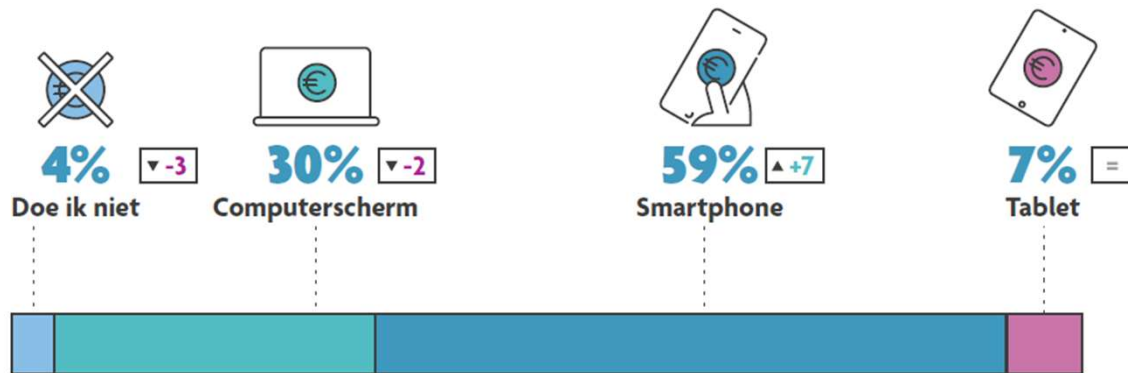 4% ▼ -3 30% ▼ -2 59% ▲ +7 7% =
Doe ik niet Computerscherm Smartphone Tablet